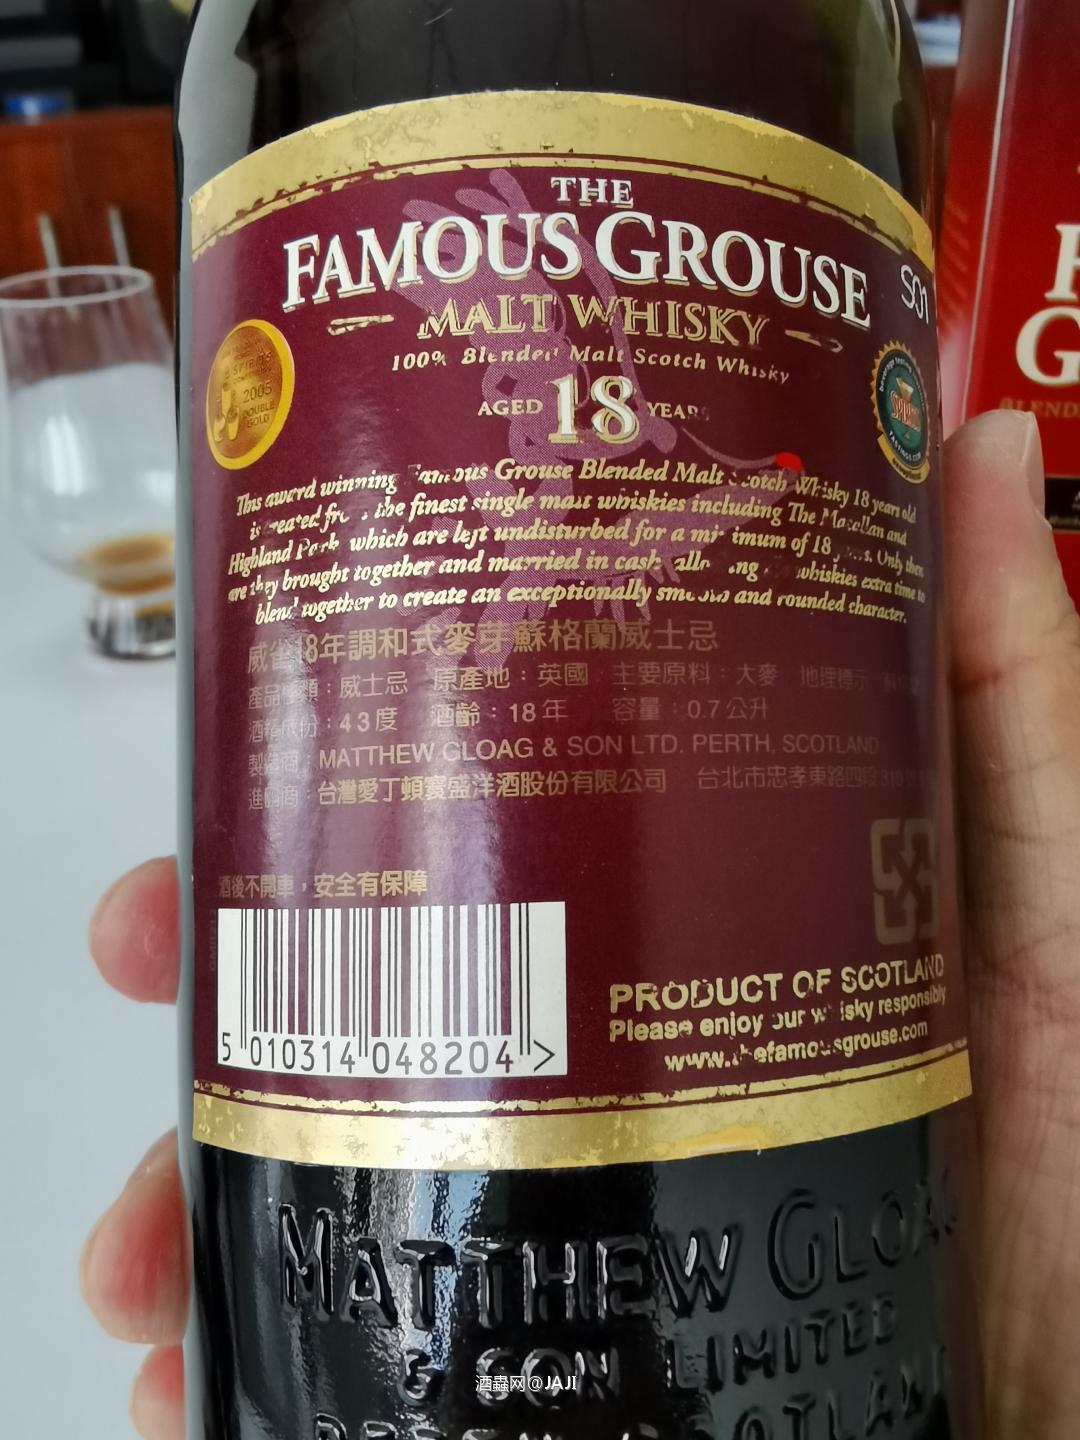 THE
FAMOUS GROUSE
MALT WHISKY
100% Blended Malt Scotch Whisky
AGED 18 YEARS
S01
2005
DOUBLE
GOLD
SPIRITS
This award winning Famous Grouse Blended Malt Scotch Whisky 18 years old
is created from the finest single malt whiskies including The Macallan and
Highland Park which are left undisturbed for a minimum of 18 years. Only then
are they brought together and married in cask allowing whiskies extra time to
blend together to create an exceptionally smooth and rounded character.
威雀18年調和式麥芽蘇格蘭威士忌
產品種類：威士忌 原產地：英國 主要原料：大麥 地理標示
酒精成份：43度 酒齡：18年 容量：0.7公升
製造商：MATTHEW GLOAG & SON LTD. PERTH, SCOTLAND
進口商：台灣愛丁頓寰盛洋酒股份有限公司 台北市忠孝東路四段310號
酒後不開車，安全有保障
5 010314 048204 >
PRODUCT OF SCOTLAND
Please enjoy our whisky responsibly
www.thefamousgrouse.com
MATTHEW GLOAG
& SON LIMITED
PERTH SCOTLAND
酒蟲网@JAJI